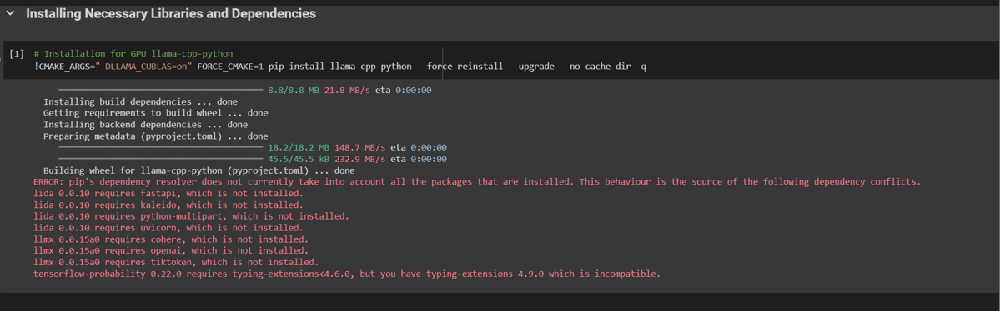 Installing Necessary Libraries and Dependencies
[1] # Installation for GPU llama-cpp-python
!CMAKE_ARGS="-DLLAMA_CUBLAS=on" FORCE_CMAKE=1 pip install llama-cpp-python --force-reinstall --upgrade --no-cache-dir -q
8.8/8.8 MB 21.8 MB/s eta 0:00:00
Installing build dependencies ... done
Getting requirements to build wheel ... done
Installing backend dependencies ... done
Preparing metadata (pyproject.toml) ... done
18.2/18.2 MB 148.7 MB/s eta 0:00:00
45.5/45.5 kB 232.9 MB/s eta 0:00:00
Building wheel for llama-cpp-python (pyproject.toml) ... done
ERROR: pip's dependency resolver does not currently take into account all the packages that are installed. This behaviour is the source of the following dependency conflicts.
lida 0.0.10 requires fastapi, which is not installed.
lida 0.0.10 requires kaleido, which is not installed.
lida 0.0.10 requires python-multipart, which is not installed.
lida 0.0.10 requires uvicorn, which is not installed.
llmx 0.0.15a0 requires cohere, which is not installed.
llmx 0.0.15a0 requires openai, which is not installed.
llmx 0.0.15a0 requires tiktoken, which is not installed.
tensorflow-probability 0.22.0 requires typing-extensions<4.6.0, but you have typing-extensions 4.9.0 which is incompatible.